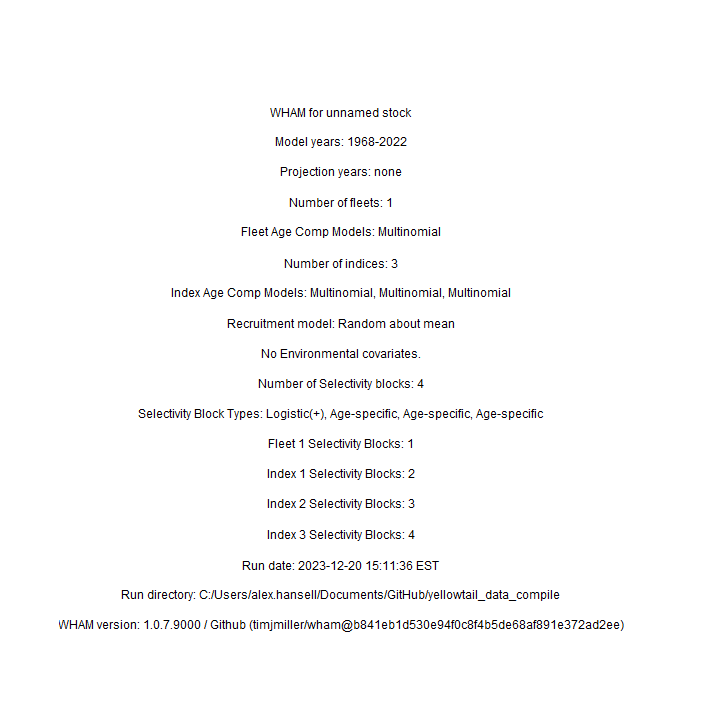 WHAM for unnamed stock
Model years: 1968-2022
Projection years: none
Number of fleets: 1
Fleet Age Comp Models: Multinomial
Number of indices: 3
Index Age Comp Models: Multinomial, Multinomial, Multinomial
Recruitment model: Random about mean
No Environmental covariates.
Number of Selectivity blocks: 4
Selectivity Block Types: Logistic(+), Age-specific, Age-specific, Age-specific
Fleet 1 Selectivity Blocks: 1
Index 1 Selectivity Blocks: 2
Index 2 Selectivity Blocks: 3
Index 3 Selectivity Blocks: 4
Run date: 2023-12-20 15:11:36 EST
Run directory: C:/Users/alex.hansell/Documents/GitHub/yellowtail_data_compile
WHAM version: 1.0.7.9000 / Github (timjmiller/wham@b841eb1d530e94f0c8f4b5de68af891e372ad2ee)